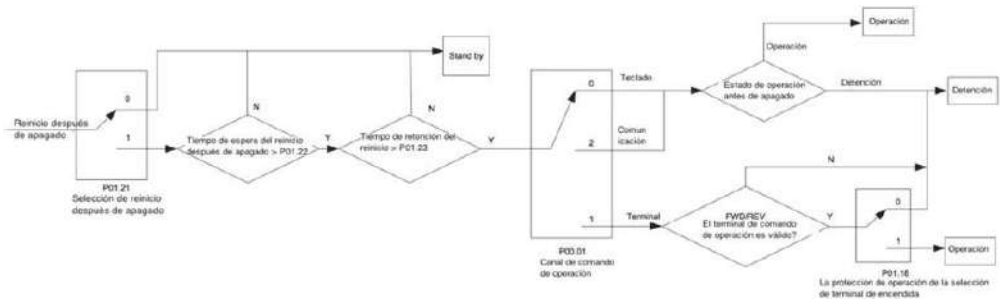 Reinicio después
de apagado
0
1
P01.21
Selección de reinicio
después de apagado
N
Tiempo de espera del reinicio
después de apagado > P01.22
Y
N
Tiempo de retención del
reinicio > P01.23
Y
Stand by
0
Teclado
Comun
icación
2
1
Terminal
P00.01
Canal de comando
de operación
Operación
Operación
Estado de operación
antes de apagado
Detención
Detención
N
FWD/REV
El terminal de comando
de operación es válido?
Y
0
1
Operación
P01.18
La protección de operación de la selección
de terminal de encendida